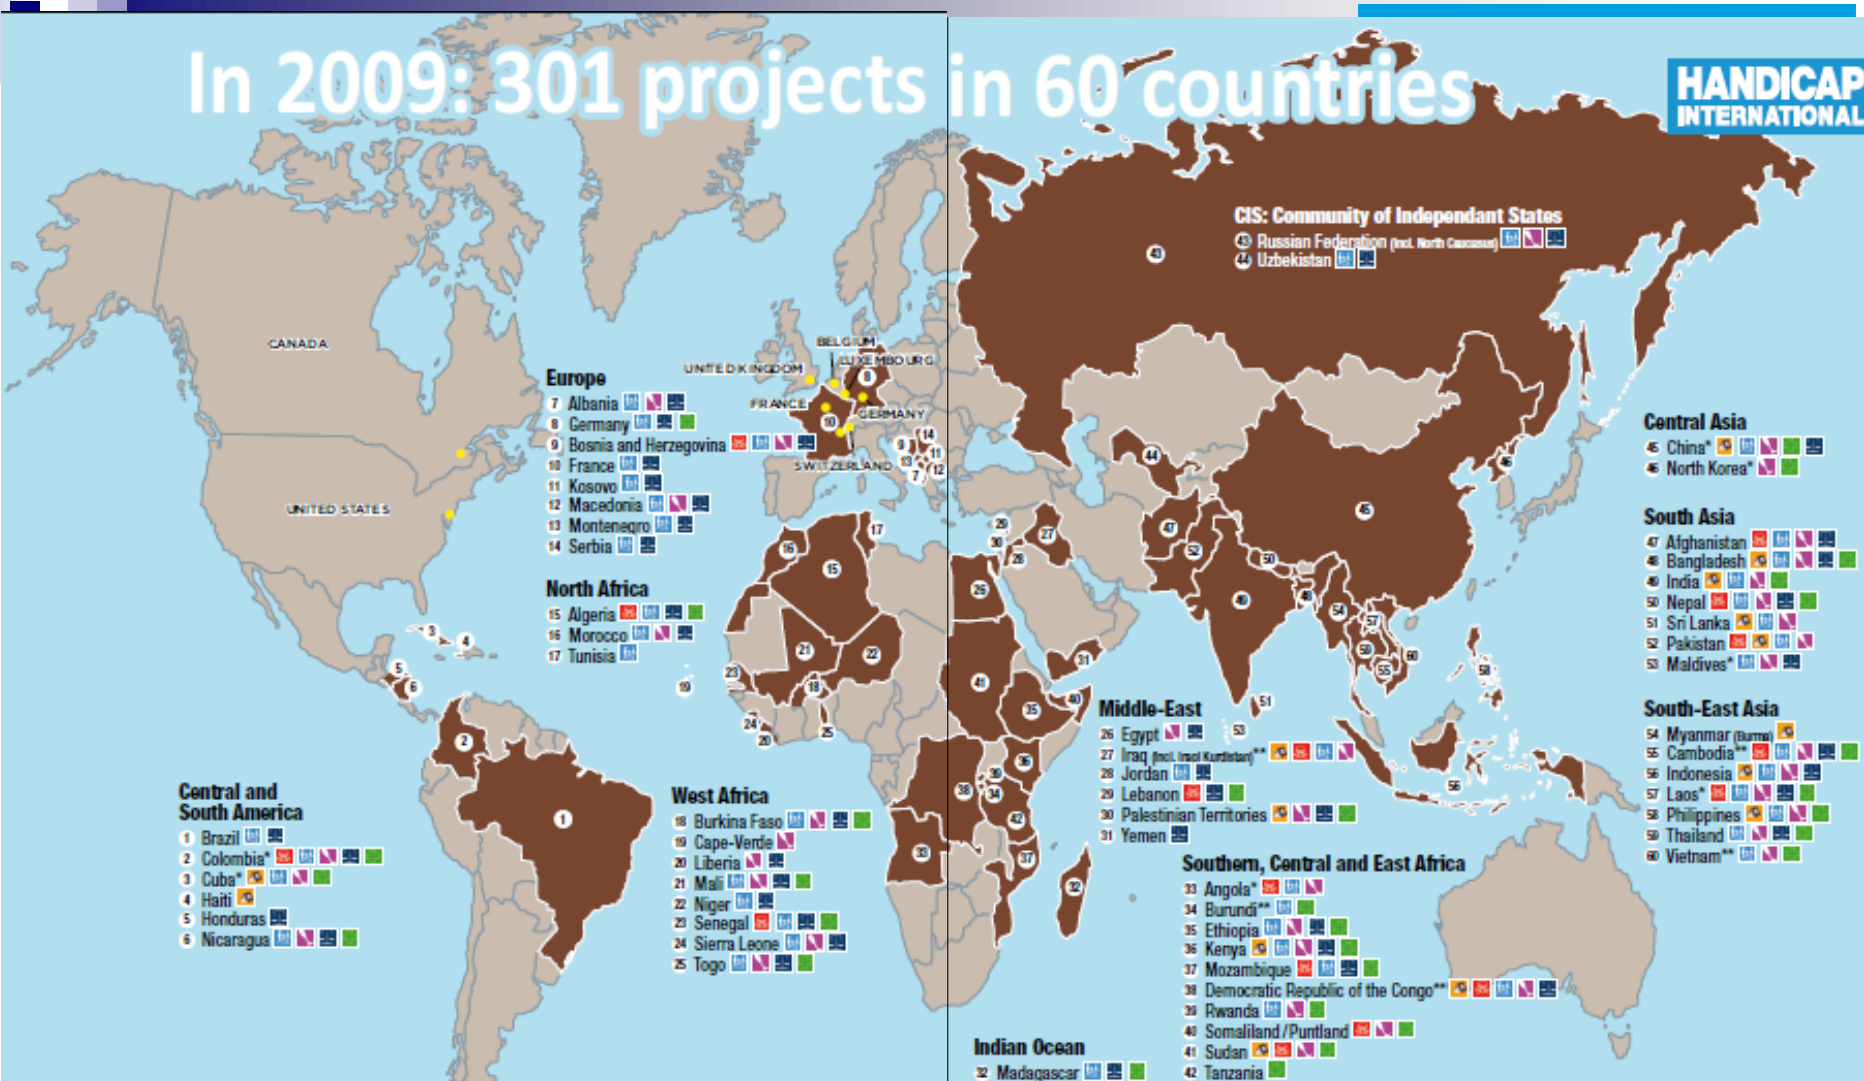 In 2009: 301 projects in 60 countries
HANDICAP
INTERNATIONAL
CIS: Community of Independant States
43 Russian Federation (incl. North Caucasus)
44 Uzbekistan
CANADA
UNITED STATES
BELGIUM
LUXEMBOURG
UNITED KINGDOM
FRANCE
GERMANY
SWITZERLAND
Europe
7 Albania
8 Germany
9 Bosnia and Herzegovina
10 France
11 Kosovo
12 Macedonia
13 Montenegro
14 Serbia
North Africa
15 Algeria
16 Morocco
17 Tunisia
Central and
South America
1 Brazil
2 Colombia*
3 Cuba*
4 Haiti
5 Honduras
6 Nicaragua
West Africa
18 Burkina Faso
19 Cape-Verde
20 Liberia
21 Mali
22 Niger
23 Senegal
24 Sierra Leone
25 Togo
Middle-East
26 Egypt
27 Iraq (incl. Iraqi Kurdistan)**
28 Jordan
29 Lebanon
30 Palestinian Territories
31 Yemen
Southern, Central and East Africa
33 Angola*
34 Burundi**
35 Ethiopia
36 Kenya
37 Mozambique
38 Democratic Republic of the Congo**
39 Rwanda
40 Somaliland/Puntland
41 Sudan
42 Tanzania
Indian Ocean
32 Madagascar
Central Asia
45 China*
46 North Korea*
South Asia
47 Afghanistan
48 Bangladesh
49 India
50 Nepal
51 Sri Lanka
52 Pakistan
53 Maldives*
South-East Asia
54 Myanmar (Burma)
55 Cambodia**
56 Indonesia
57 Laos*
58 Philippines
59 Thailand
60 Vietnam**